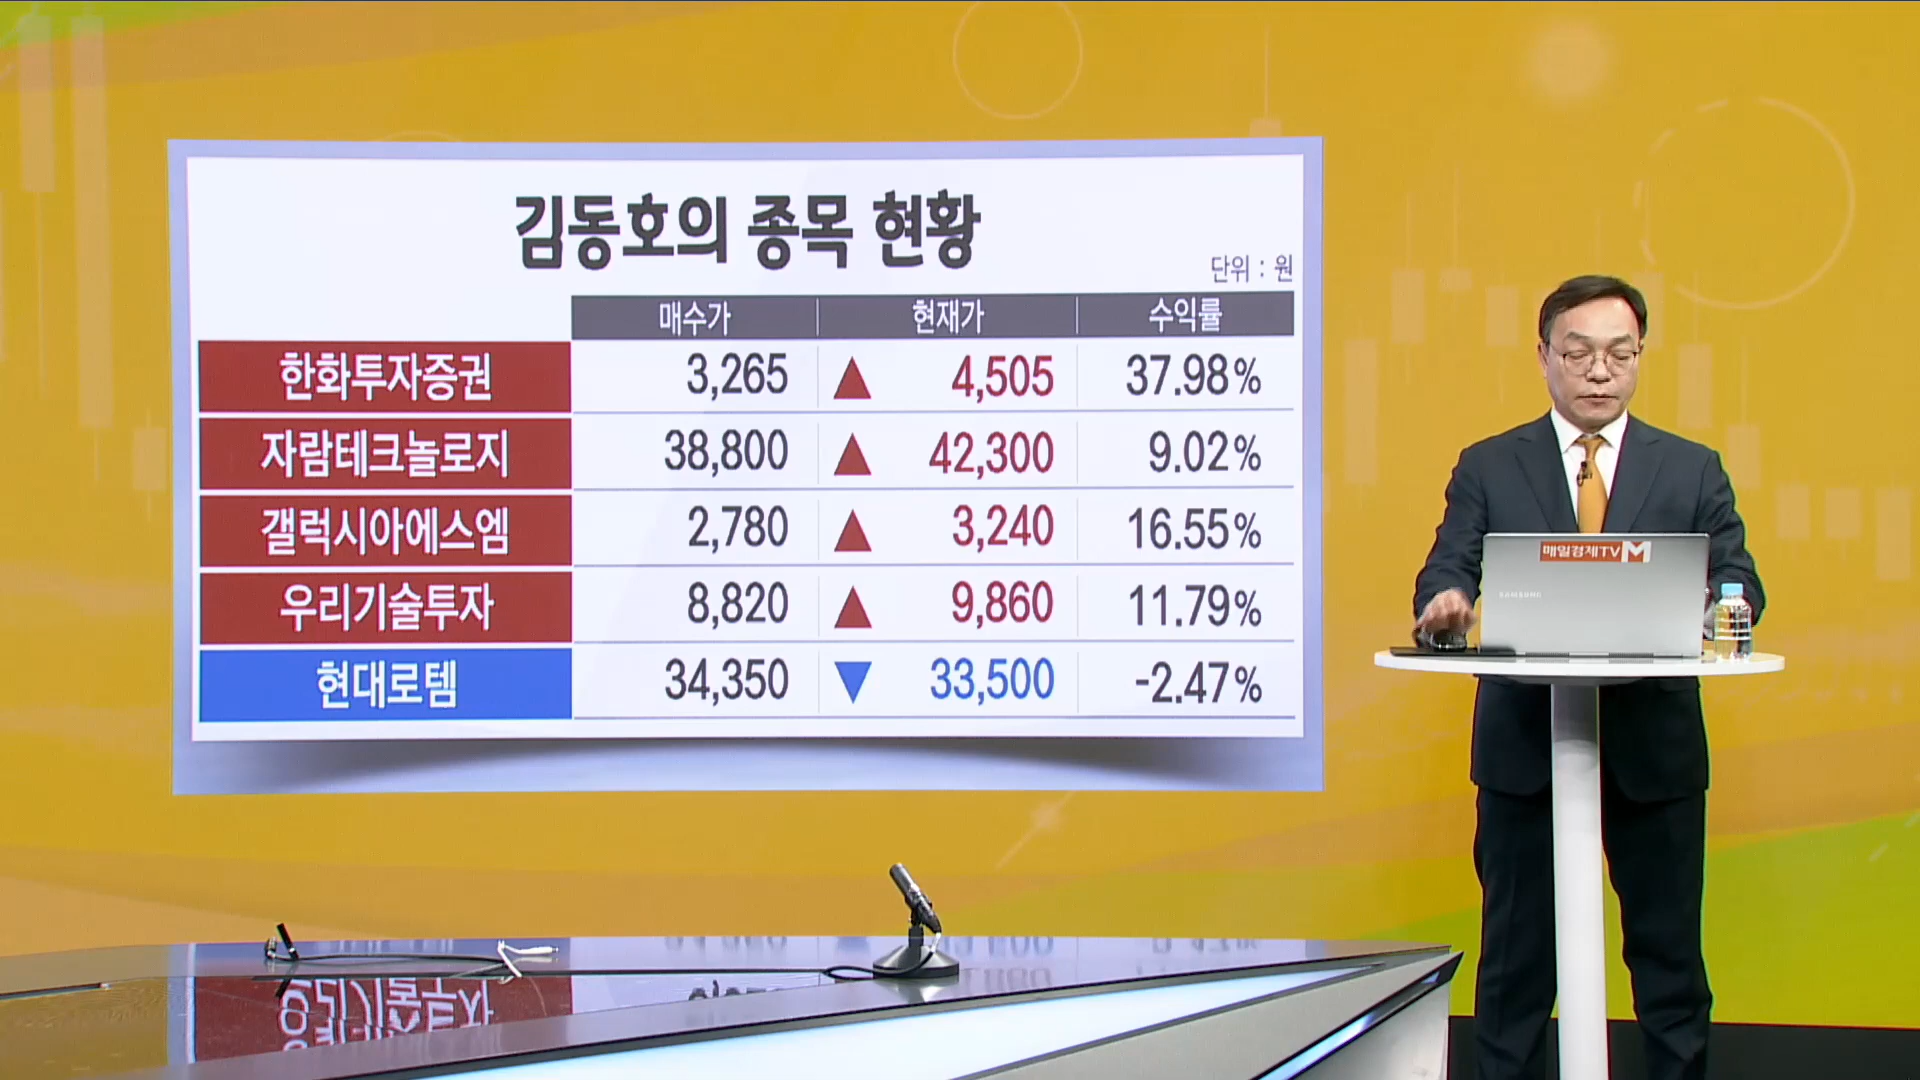 김동호의 종목 현황
단위 : 원
매수가 현재가 수익률
한화투자증권 3,265 ▲ 4,505 37.98%
자람테크놀로지 38,800 ▲ 42,300 9.02%
갤럭시아에스엠 2,780 ▲ 3,240 16.55%
우리기술투자 8,820 ▲ 9,860 11.79%
현대로템 34,350 ▼ 33,500 -2.47%
매일경제TV M
SAMSUNG